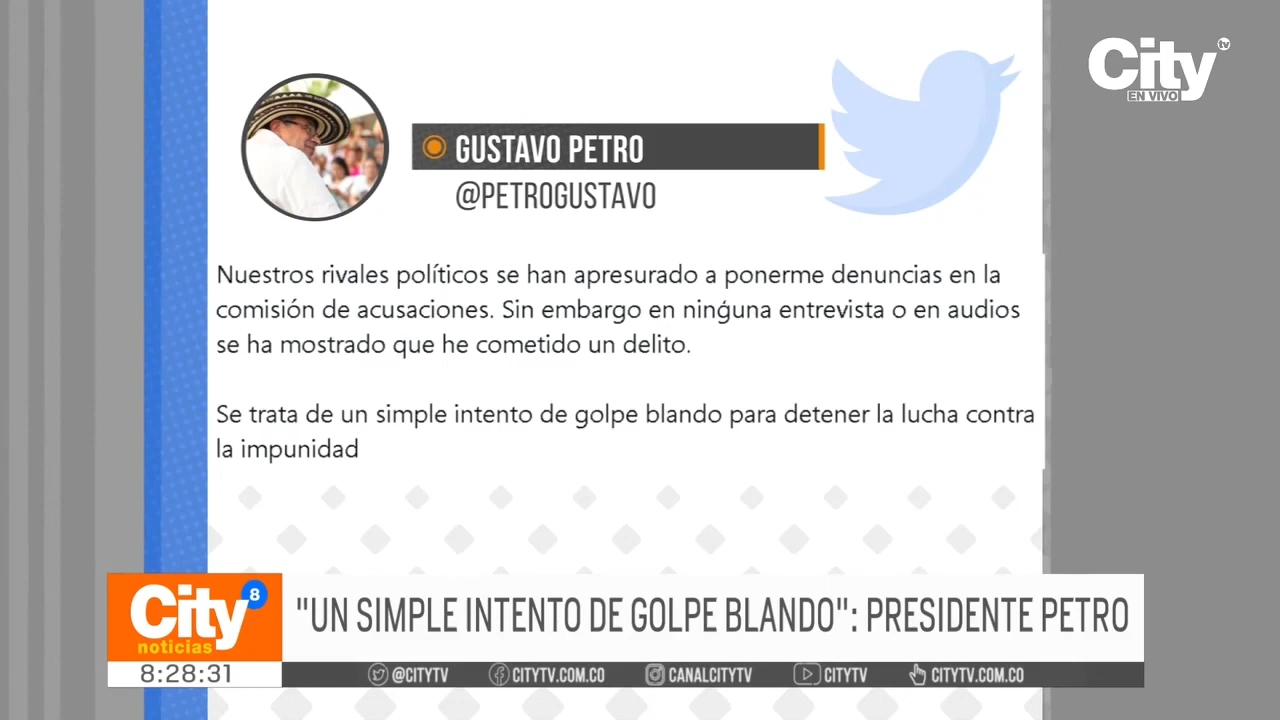 City tv
EN VIVO
GUSTAVO PETRO
@PETROGUSTAVO
Nuestros rivales políticos se han apresurado a ponerme denuncias en la
comisión de acusaciones. Sin embargo en ninguna entrevista o en audios
se ha mostrado que he cometido un delito.
Se trata de un simple intento de golpe blando para detener la lucha contra
la impunidad
City 8
noticias
"UN SIMPLE INTENTO DE GOLPE BLANDO": PRESIDENTE PETRO
8:28:31 @CITYTV CITYTV.COM.CO CANALCITYTV CITYTV CITYTV.COM.CO